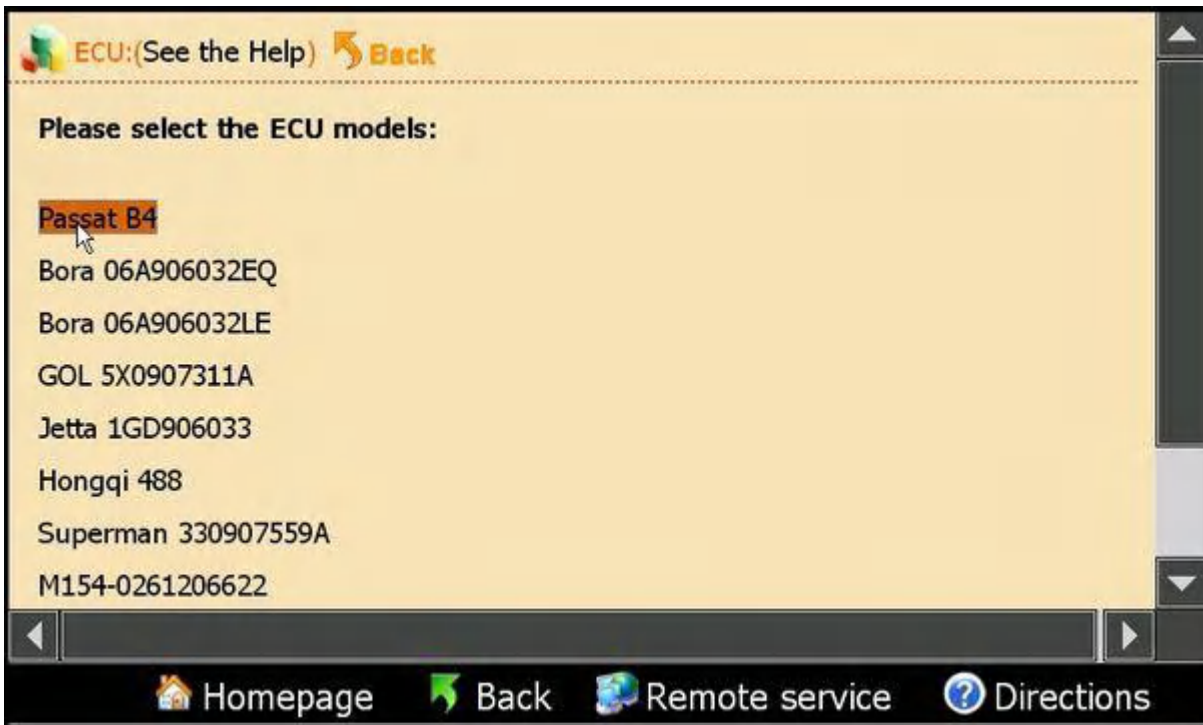 ECU:(See the Help) Back
Please select the ECU models:
Passat B4
Bora 06A906032EQ
Bora 06A906032LE
GOL 5X0907311A
Jetta 1GD906033
Hongqi 488
Superman 330907559A
M154-0261206622
Homepage Back Remote service Directions